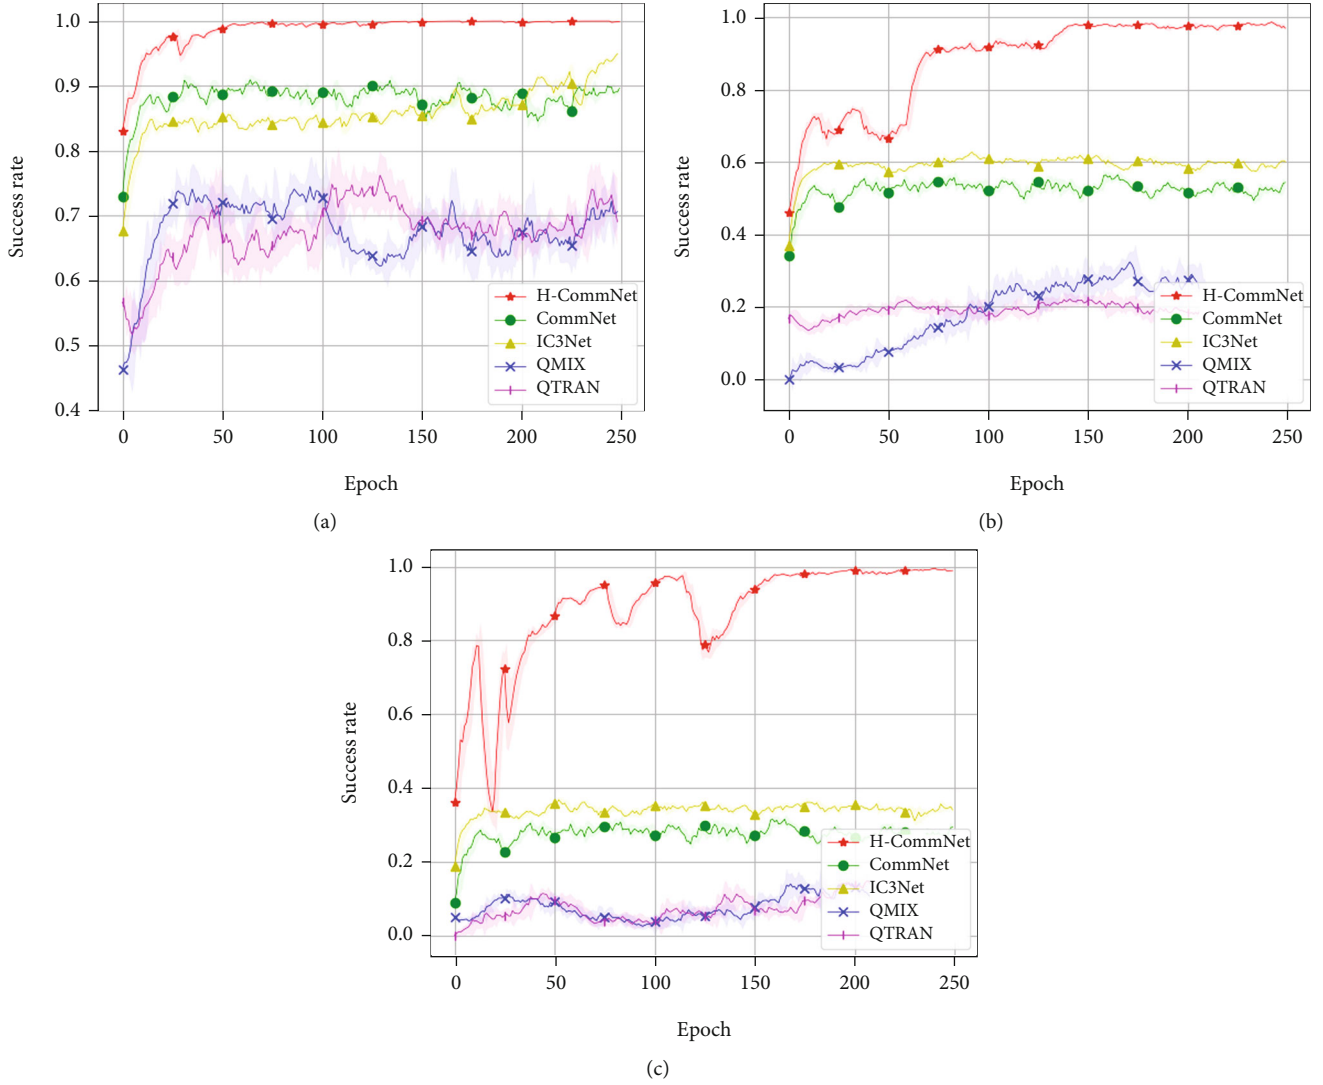 1.0
0.9
0.8
0.7
0.6
0.5
0.4
Success rate
0 50 100 150 200 250
Epoch
H-CommNet
CommNet
IC3Net
QMIX
QTRAN
(a)
1.0
0.8
0.6
0.4
0.2
0.0
Success rate
0 50 100 150 200 250
Epoch
H-CommNet
CommNet
IC3Net
QMIX
QTRAN
(b)
1.0
0.8
0.6
0.4
0.2
0.0
Success rate
0 50 100 150 200 250
Epoch
H-CommNet
CommNet
IC3Net
QMIX
QTRAN
(c)